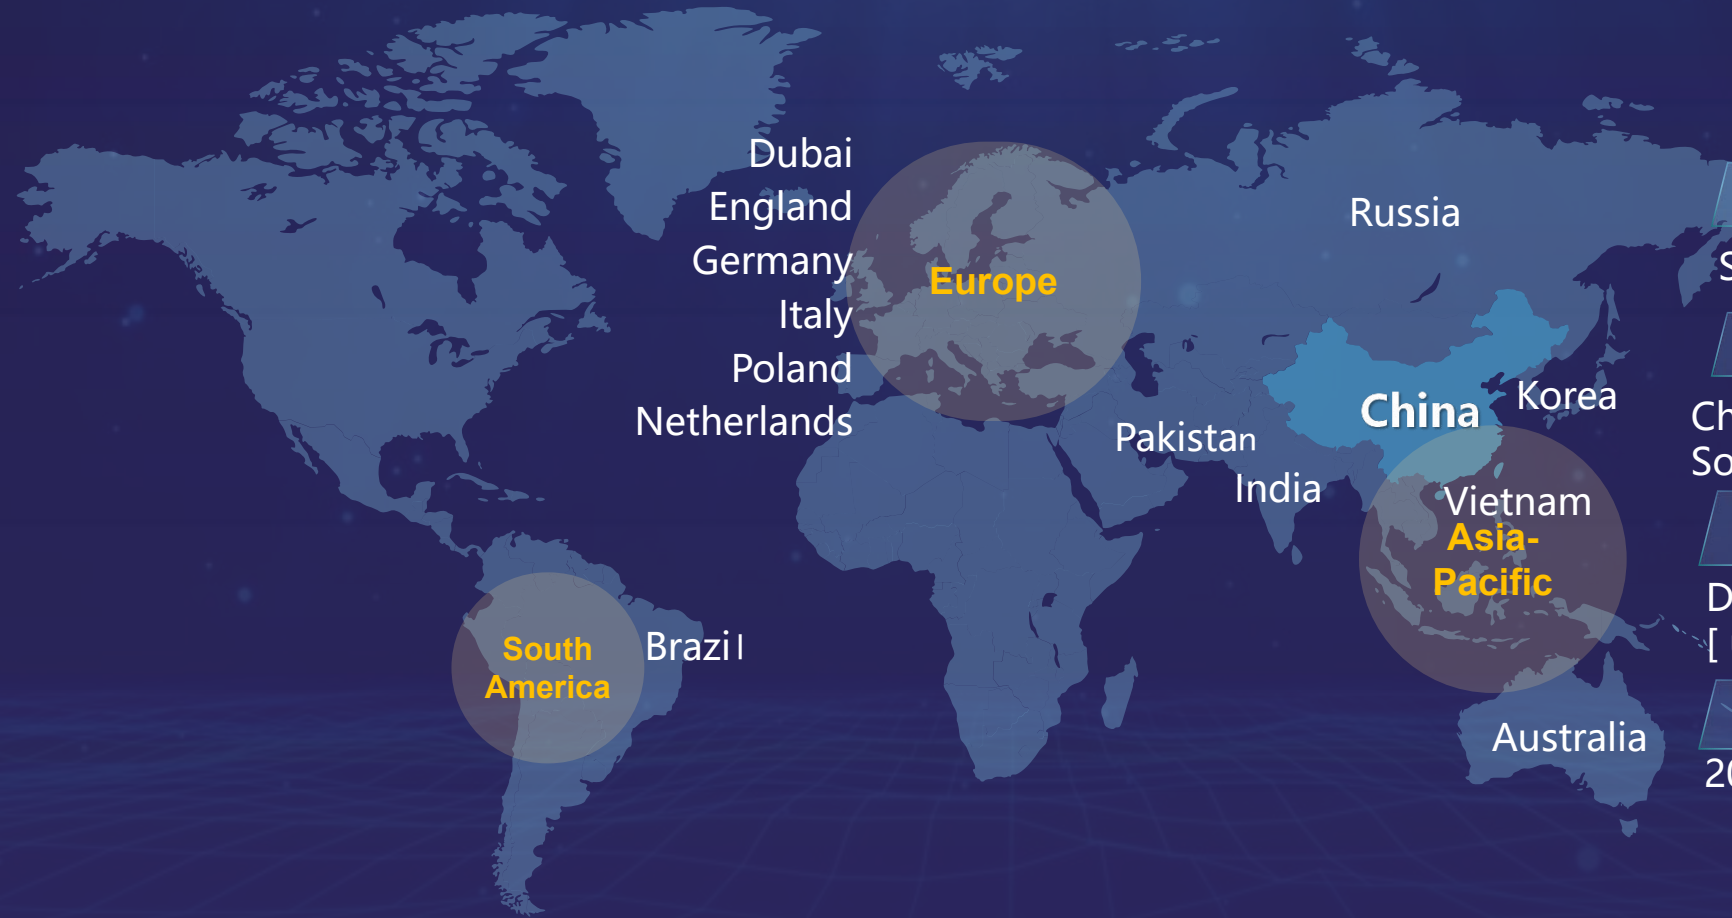 Dubai
England
Germany
Italy
Poland
Netherlands
Europe
Russia
China
Korea
Pakistan
India
Vietnam
Asia-
Pacific
South
America
Brazil
Australia